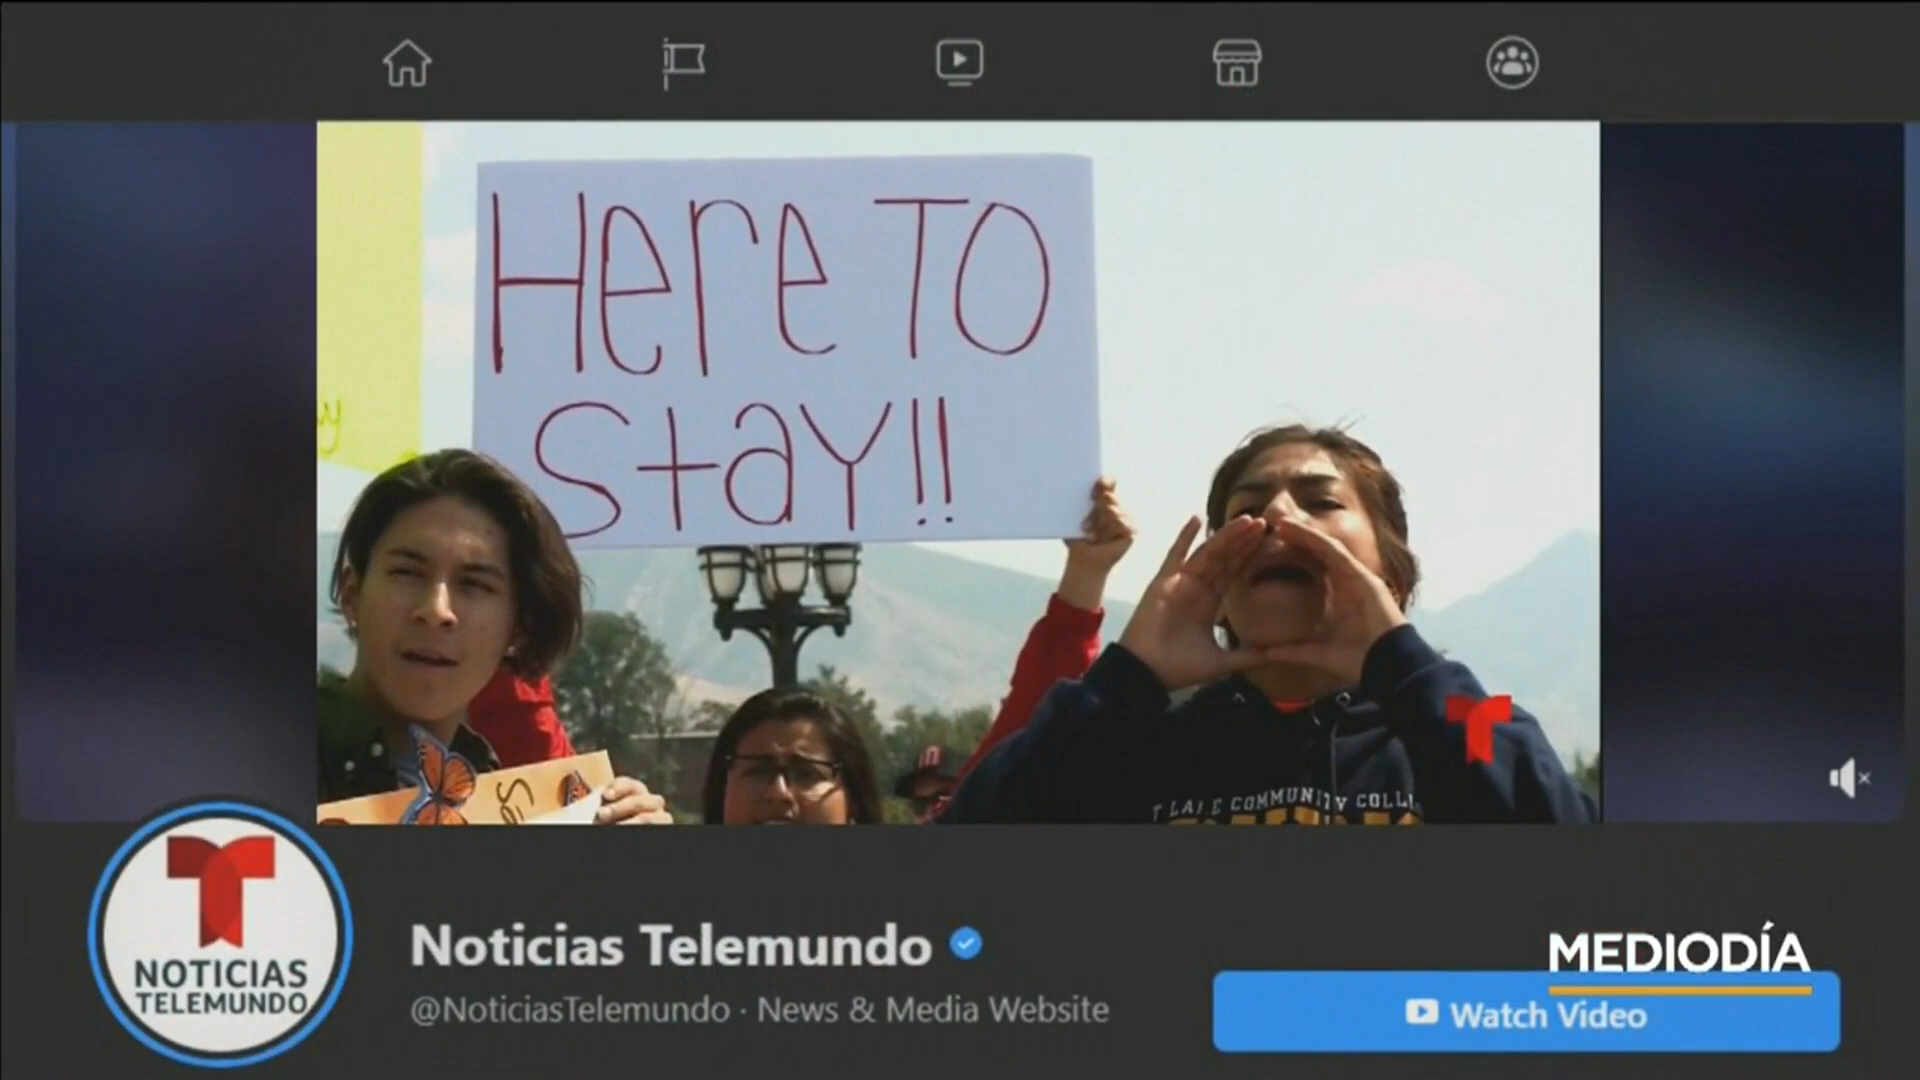 Here TO
Stay!!
NOTICIAS
TELEMUNDO
Noticias Telemundo
@NoticiasTelemundo · News & Media Website
MEDIODÍA
Watch Video